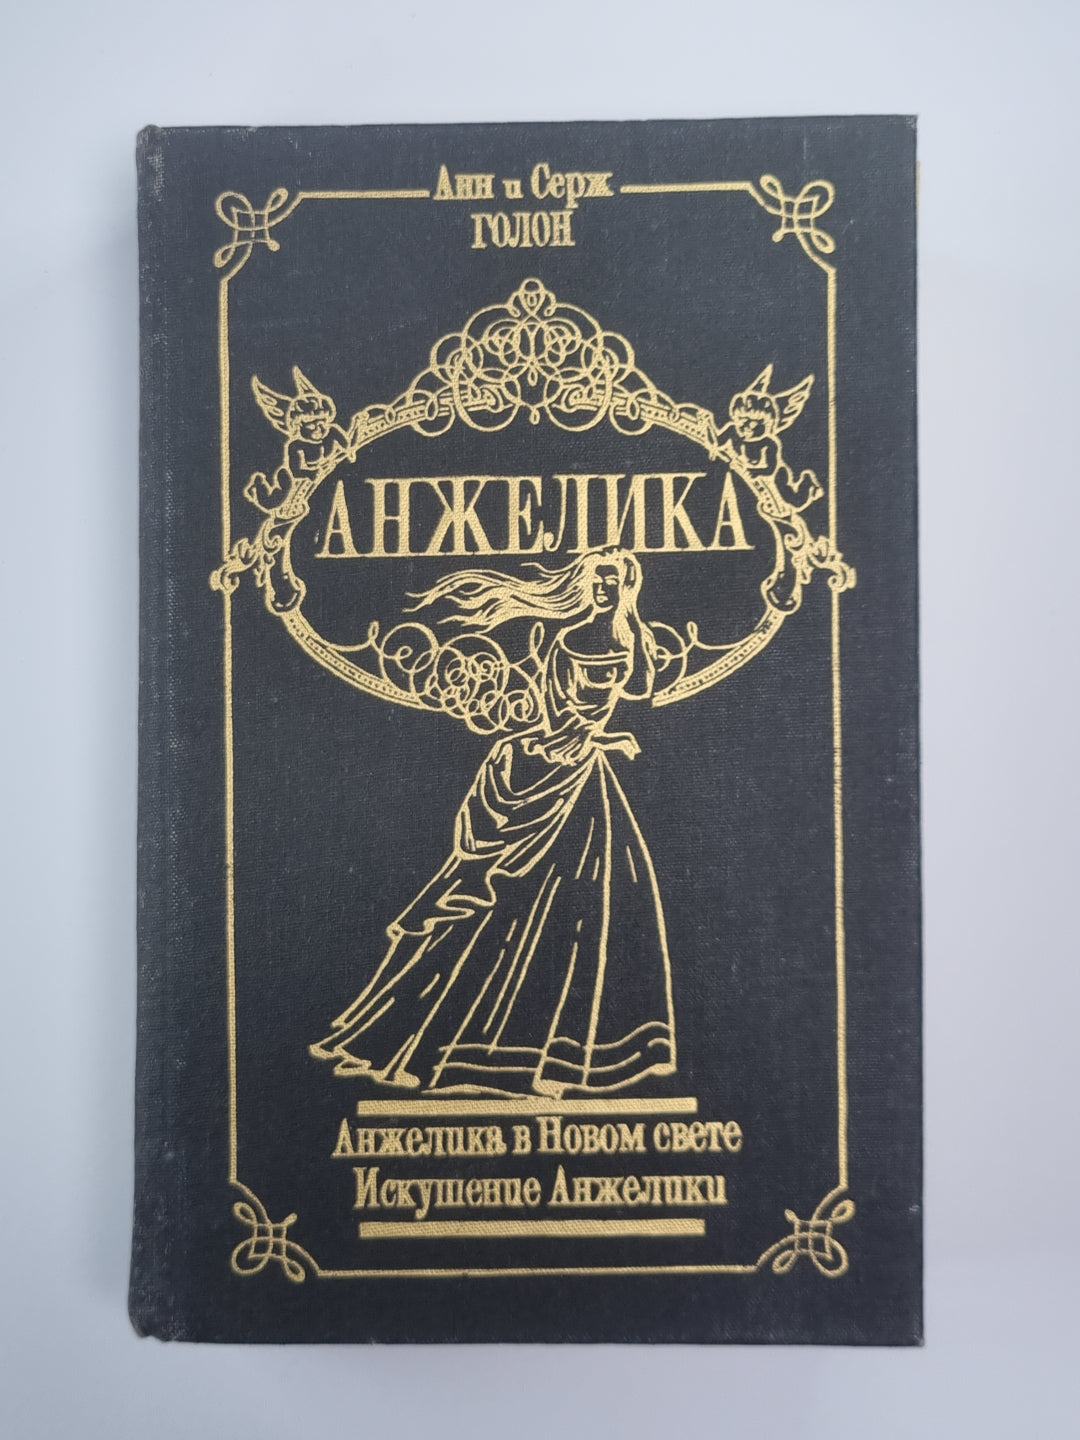 Анн и Серж
ГОЛОН
АНЖЕЛИКА
Анжелика в Новом свете
Искушение Анжелики